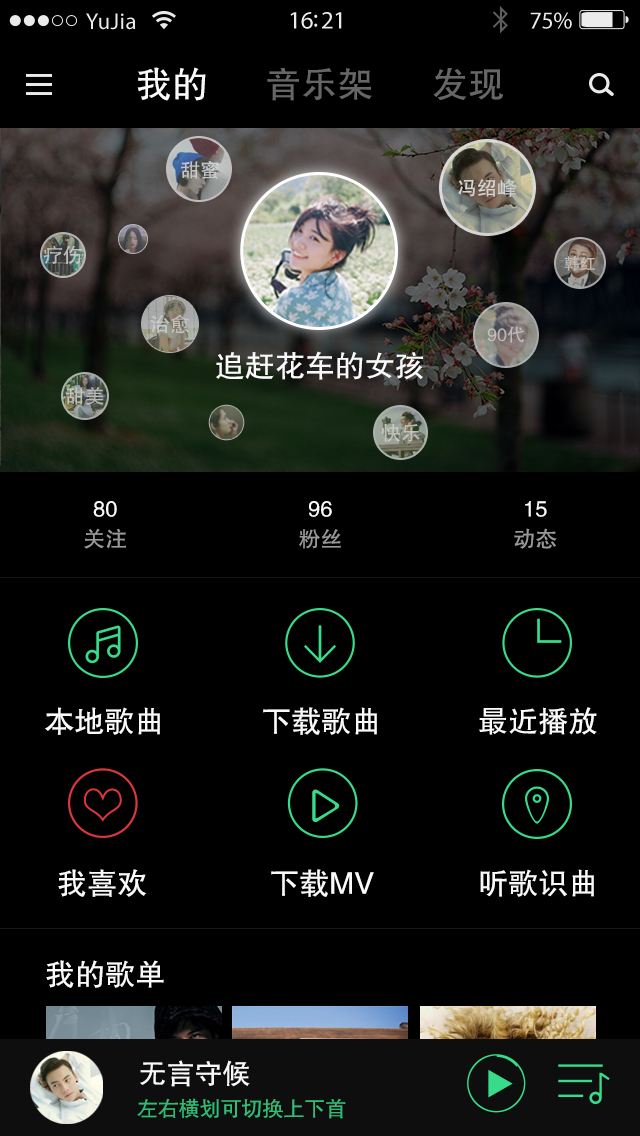 YuJia 16:21 75%
我的 音乐架 发现
甜蜜
冯绍峰
疗伤
韩红
治愈
90代
追赶花车的女孩
甜美
快乐
80 96 15
关注 粉丝 动态
本地歌曲 下载歌曲 最近播放
我喜欢 下载MV 听歌识曲
我的歌单
无言守候
左右横划可切换上下首